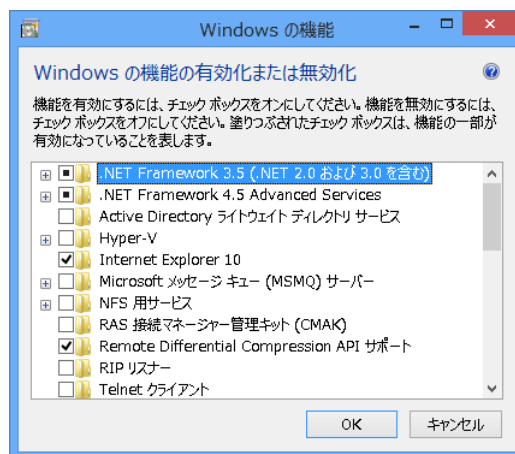 Windows の機能
Windows の機能の有効化または無効化
機能を有効にするには、チェック ボックスをオンにしてください。機能を無効にするには、
チェック ボックスをオフにしてください。塗りつぶされたチェック ボックスは、機能の一部が
有効になっていることを表します。
.NET Framework 3.5 (.NET 2.0 および 3.0 を含む)
.NET Framework 4.5 Advanced Services
Active Directory ライトウェイト ディレクトリ サービス
Hyper-V
Internet Explorer 10
Microsoft メッセージ キュー (MSMQ) サーバー
NFS 用サービス
RAS 接続マネージャー管理キット (CMAK)
Remote Differential Compression API サポート
RIP リスナー
Telnet クライアント
OK キャンセル